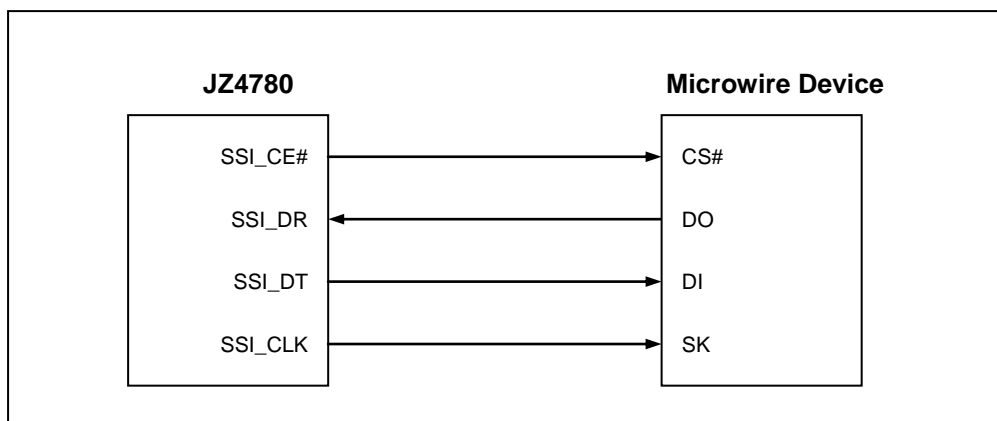 JZ4780 Microwire Device
SSI_CE# CS#
SSI_DR DO
SSI_DT DI
SSI_CLK SK